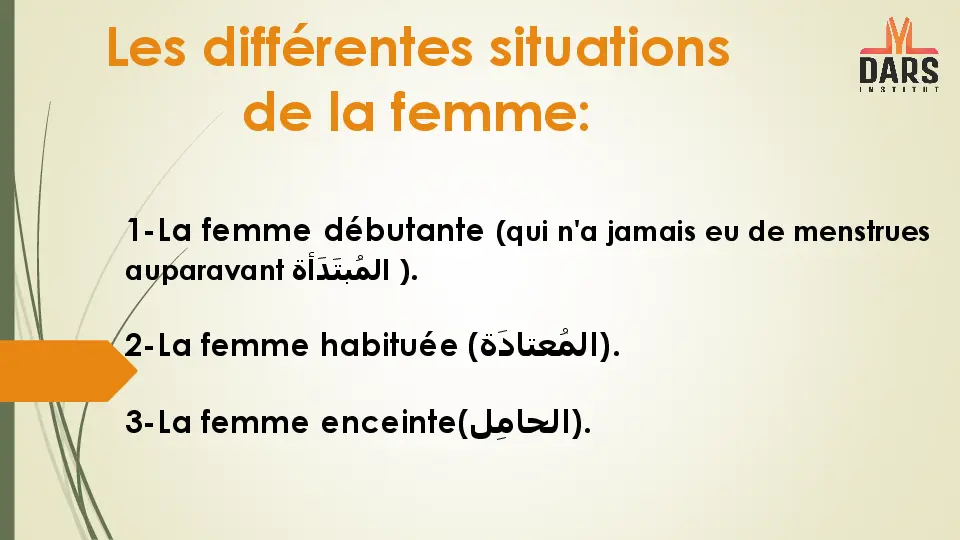 Les différentes situations
de la femme:
DARS
INSTITUT
1-La femme débutante (qui n'a jamais eu de menstrues
auparavant المُبتَدَأة ).
2-La femme habituée (المُعتادَة).
3-La femme enceinte(الحامِل).